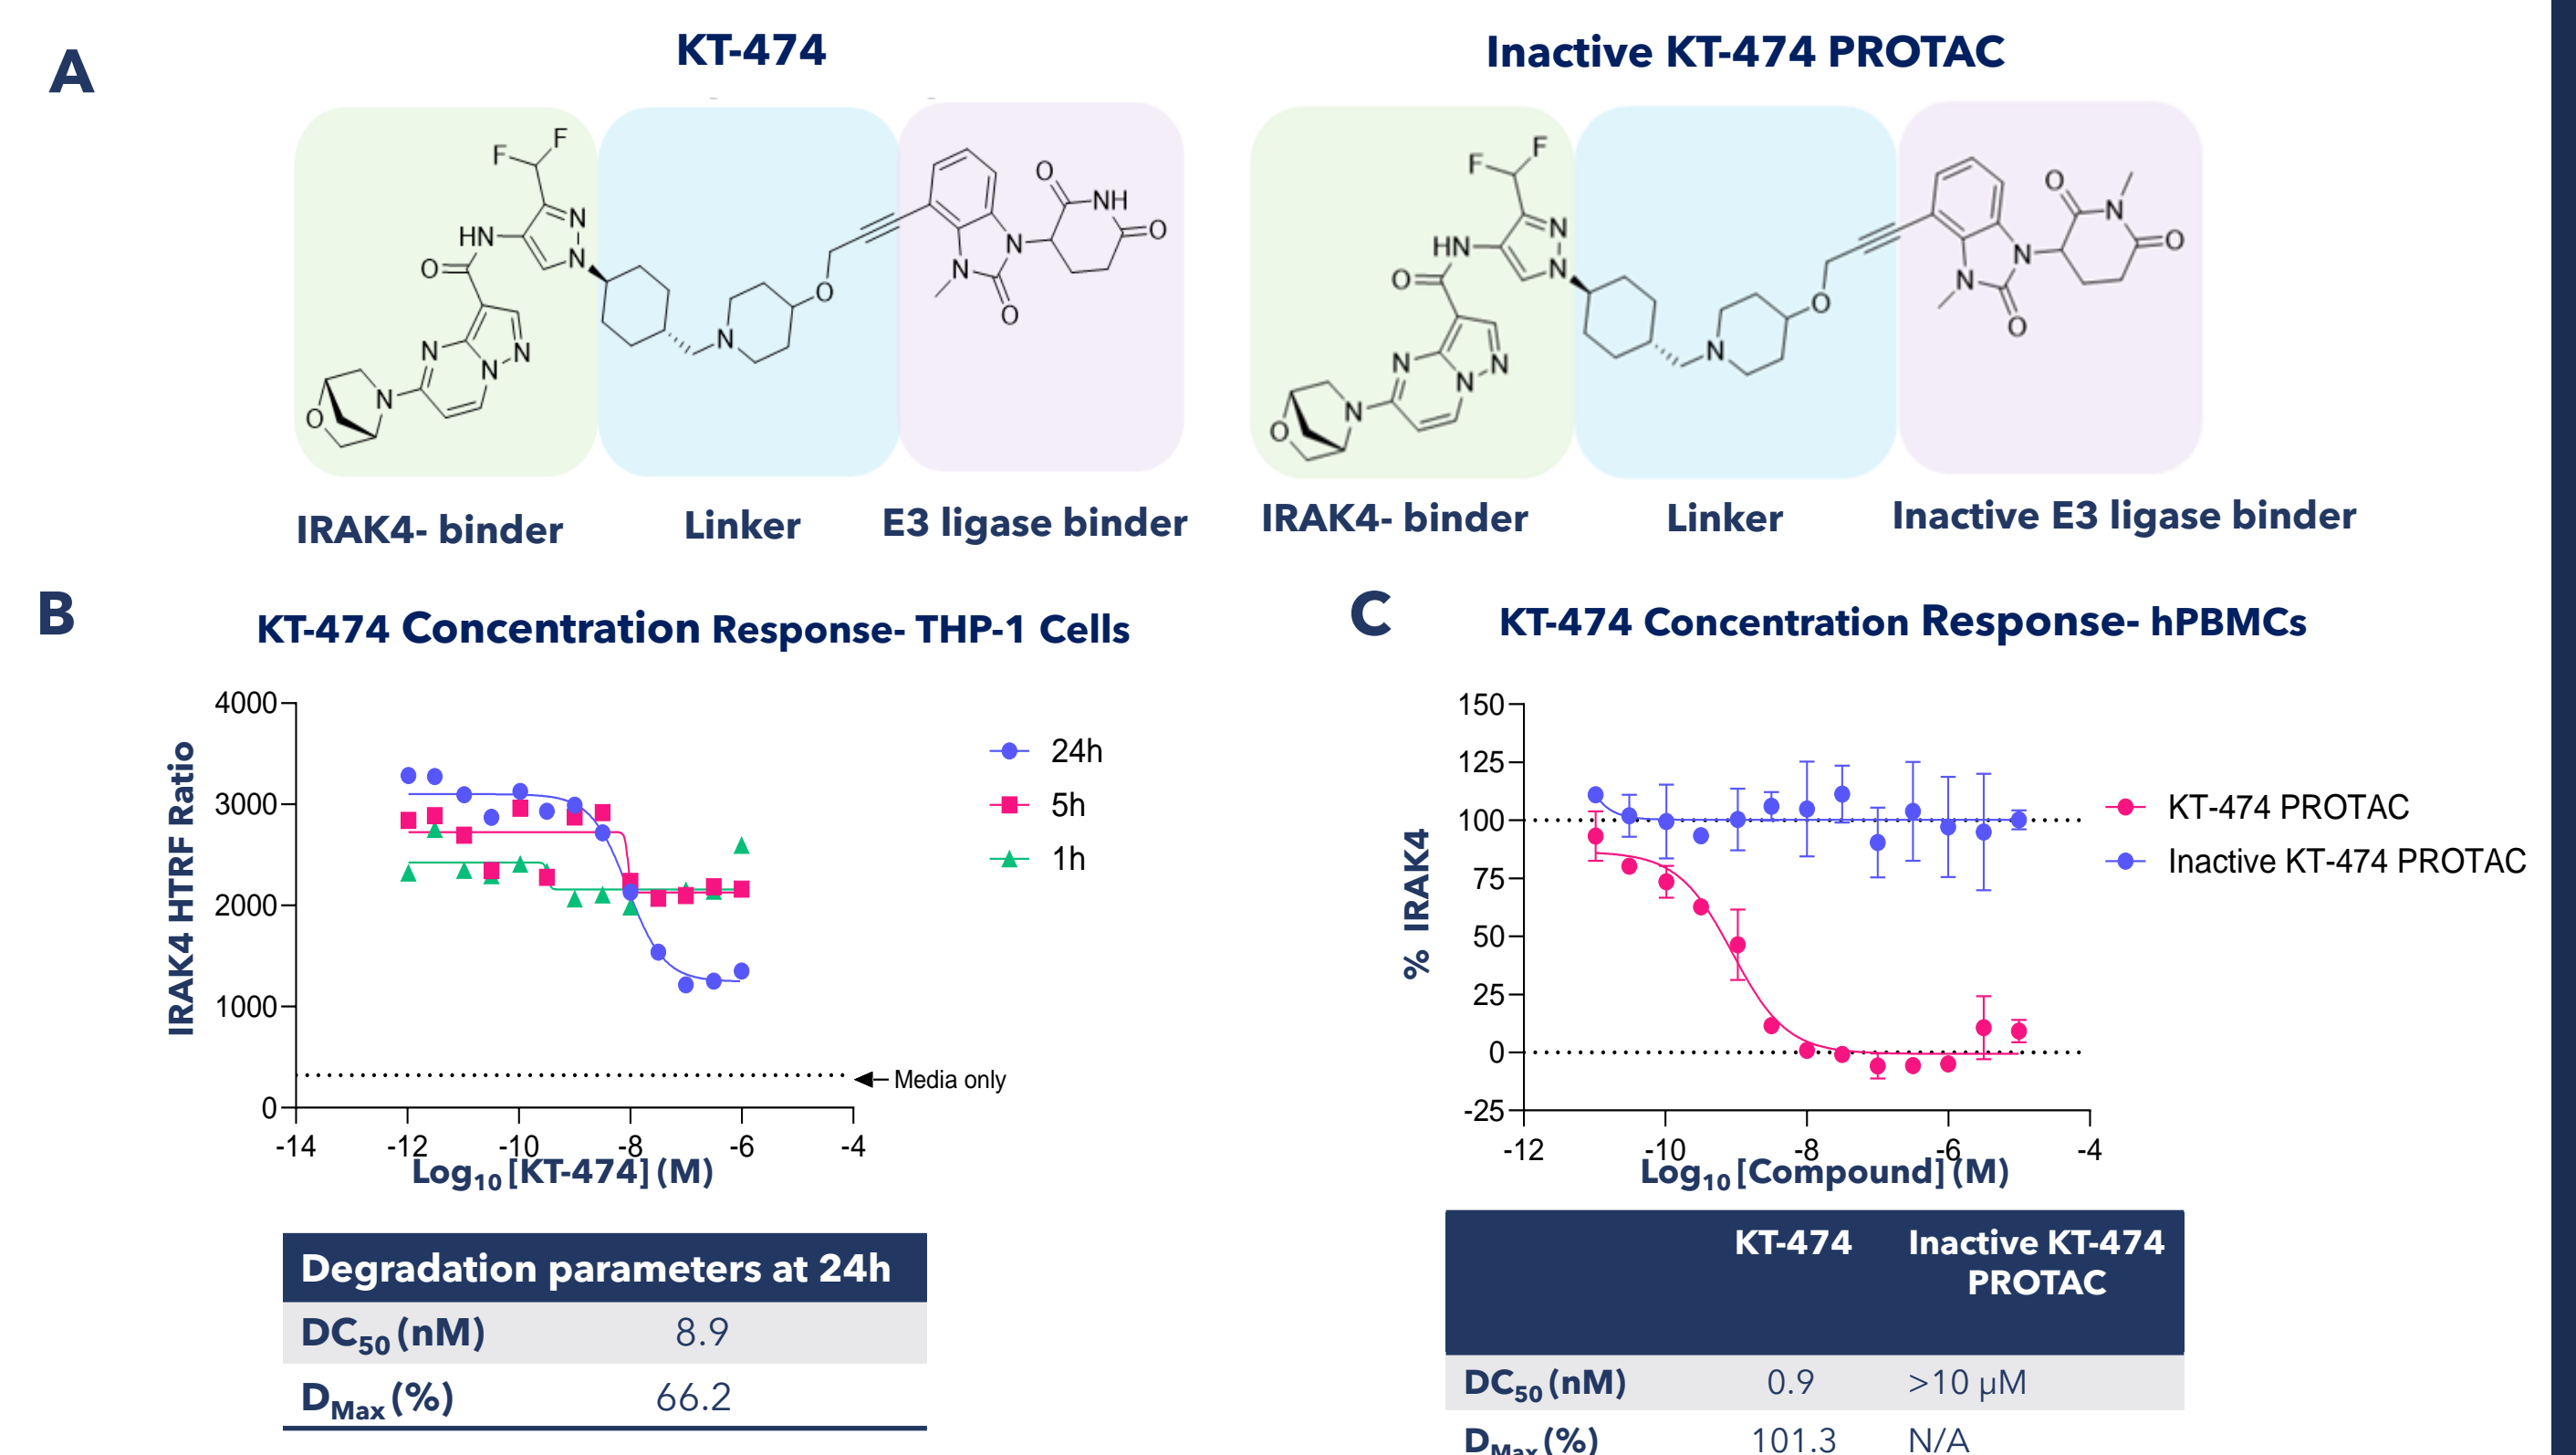 A
KT-474
Inactive KT-474 PROTAC
F
F
N
N
HN
O
N
N
N
N
O
N
O
N
N
O
O
NH
O
F
F
N
N
HN
O
N
N
N
N
O
N
O
N
N
O
O
N
O
IRAK4- binder
Linker
E3 ligase binder
IRAK4- binder
Linker
Inactive E3 ligase binder
B
KT-474 Concentration Response- THP-1 Cells
IRAK4 HTRF Ratio
4000
3000
2000
1000
0
-14
-12
-10
-8
-6
-4
Log₁₀ [KT-474] (M)
24h
5h
1h
Media only
Degradation parameters at 24h
DC₅₀ (nM) 8.9
D_Max (%) 66.2
C
KT-474 Concentration Response- hPBMCs
% IRAK4
150
125
100
75
50
25
0
-25
-12
-10
-8
-6
-4
Log₁₀ [Compound] (M)
KT-474 PROTAC
Inactive KT-474 PROTAC
KT-474 Inactive KT-474
PROTAC
DC₅₀ (nM) 0.9 >10 µM
D_Max (%) 101.3 N/A